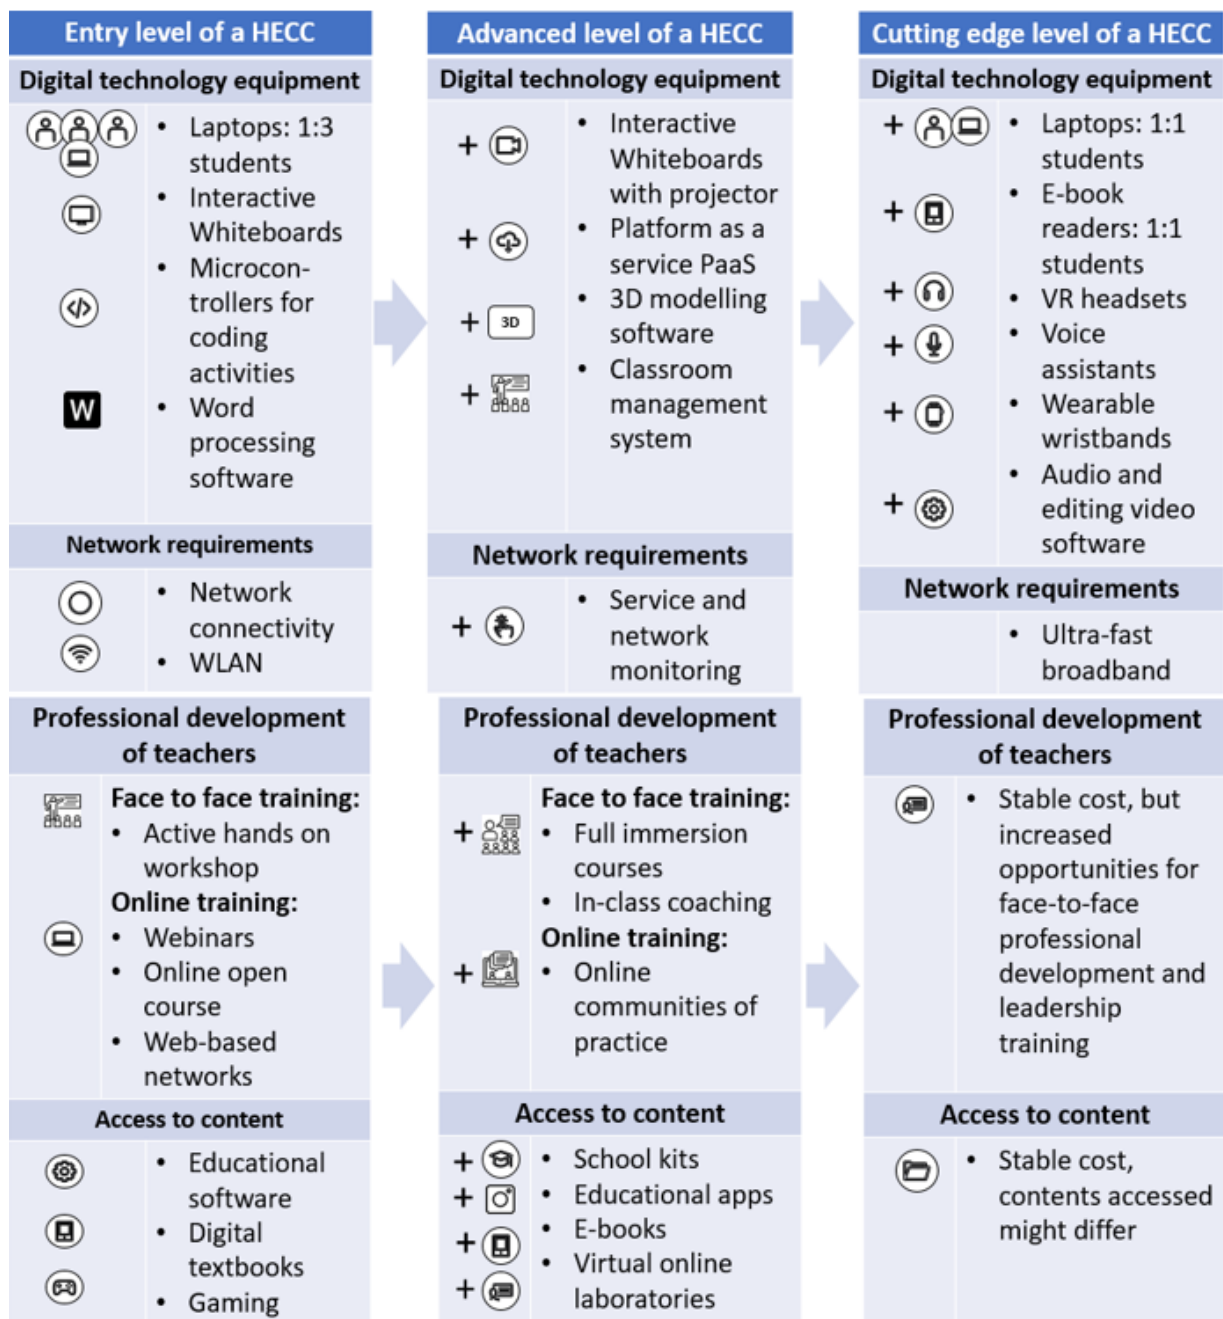 Entry level of a HECC
Digital technology equipment
• Laptops: 1:3
students
• Interactive
Whiteboards
• Microcon-
trollers for
coding
activities
W
• Word
processing
software
Network requirements
• Network
connectivity
• WLAN
Professional development
of teachers
Face to face training:
• Active hands on
workshop
Online training:
• Webinars
• Online open
course
• Web-based
networks
Access to content
• Educational
software
• Digital
textbooks
• Gaming
Advanced level of a HECC
Digital technology equipment
+
• Interactive
Whiteboards
with projector
+
• Platform as a
service PaaS
+ 3D
• 3D modelling
software
+
• Classroom
management
system
Network requirements
+
• Service and
network
monitoring
Professional development
of teachers
Face to face training:
+
• Full immersion
courses
• In-class coaching
Online training:
+
• Online
communities of
practice
Access to content
+ • School kits
+ • Educational apps
+ • E-books
+ • Virtual online
laboratories
Cutting edge level of a HECC
Digital technology equipment
+ • Laptops: 1:1
students
+ • E-book
readers: 1:1
students
+ • VR headsets
+ • Voice
assistants
+ • Wearable
wristbands
+ • Audio and
editing video
software
Network requirements
• Ultra-fast
broadband
Professional development
of teachers
• Stable cost, but
increased
opportunities for
face-to-face
professional
development and
leadership
training
Access to content
• Stable cost,
contents accessed
might differ